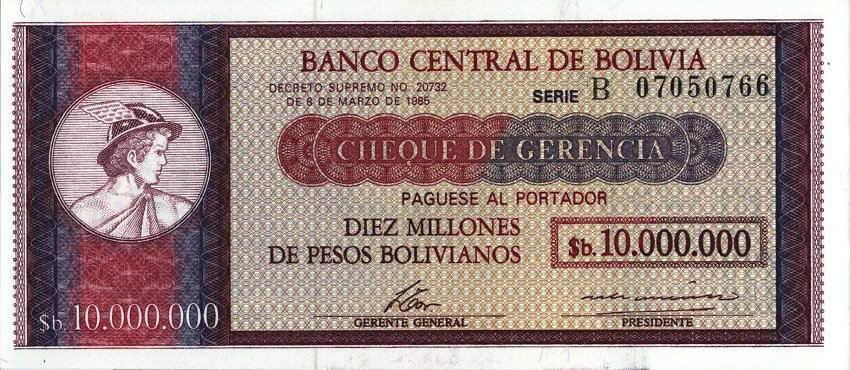 BANCO CENTRAL DE BOLIVIA
DECRETO SUPREMO NO. 20732
DE 8 DE MARZO DE 1985
SERIE B 07050766
CHEQUE DE GERENCIA
PAGUESE AL PORTADOR
DIEZ MILLONES
DE PESOS BOLIVIANOS
$b. 10.000.000
$b. 10.000.000
GERENTE GENERAL
PRESIDENTE